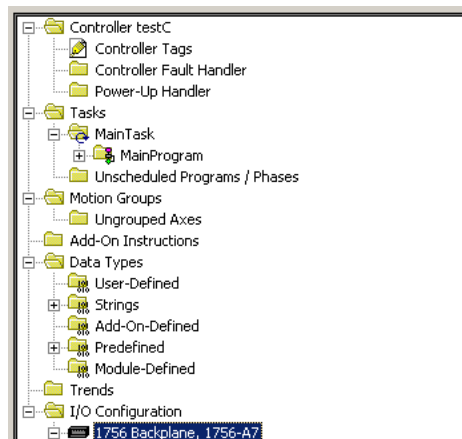 Controller testC
Controller Tags
Controller Fault Handler
Power-Up Handler
Tasks
MainTask
MainProgram
Unscheduled Programs / Phases
Motion Groups
Ungrouped Axes
Add-On Instructions
Data Types
User-Defined
Strings
Add-On-Defined
Predefined
Module-Defined
Trends
I/O Configuration
1756 Backplane, 1756-A7